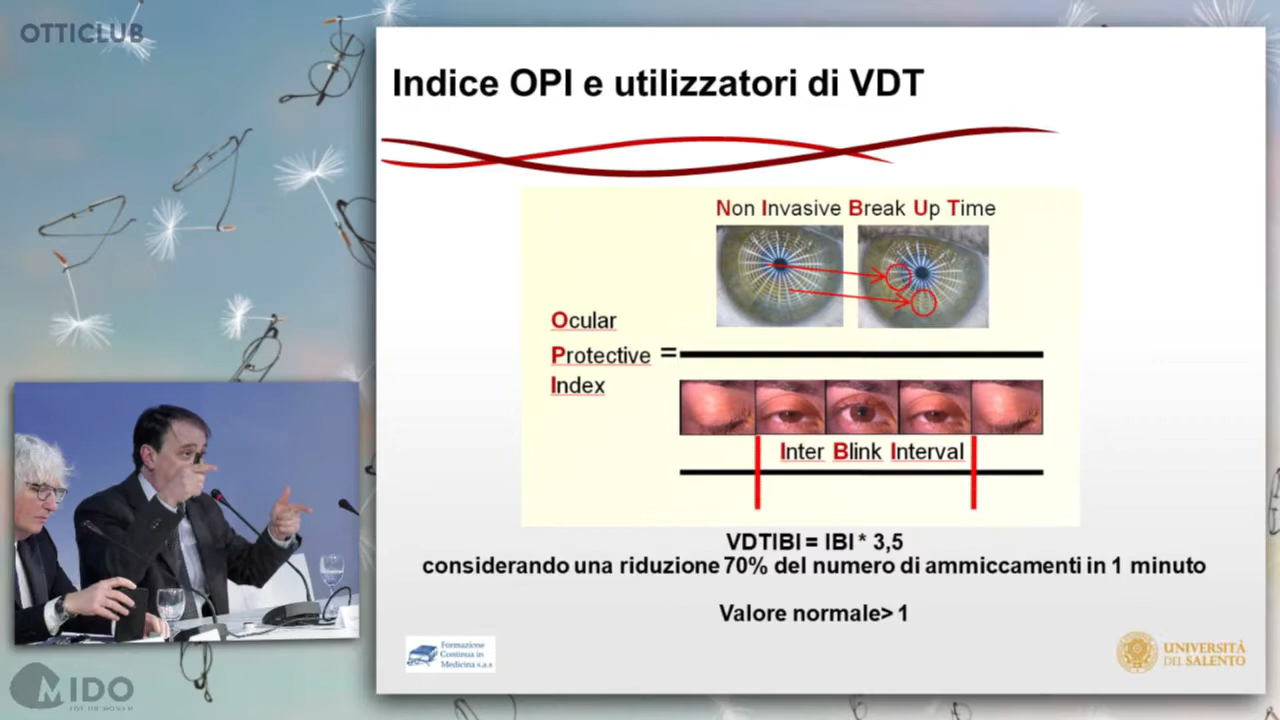 OTTICLUB
Indice OPI e utilizzatori di VDT
Non Invasive Break Up Time
Ocular
Protective =
Index
Inter Blink Interval
VDTIBI = IBI * 3,5
considerando una riduzione 70% del numero di ammiccamenti in 1 minuto
Valore normale> 1
Formazione
Continua in
Medicina s.a.s
UNIVERSITÀ
DEL SALENTO
MIDO